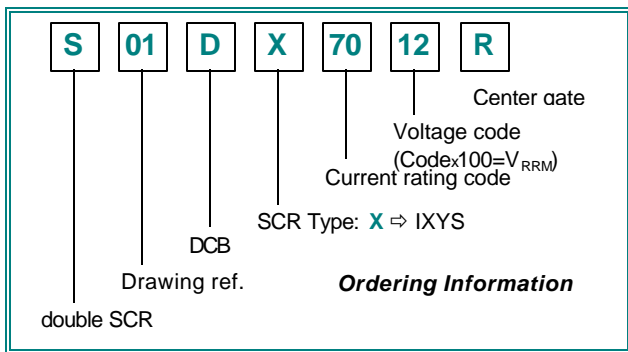 S 01 D X 70 12 R
Center gate
Voltage code
(Codex100=VRRM)
Current rating code
SCR Type: X ⇨ IXYS
DCB
Drawing ref.
Ordering Information
double SCR